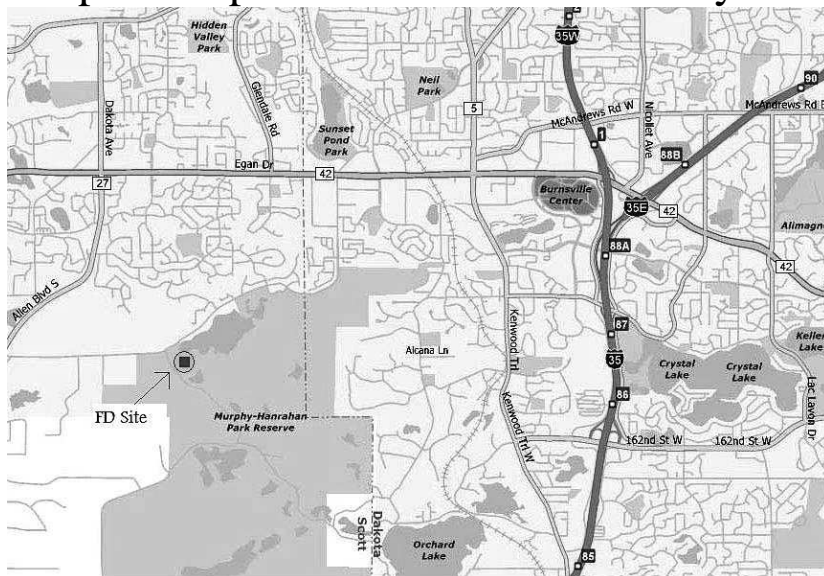 Hidden
Valley
Park
Glendale Rd
Dakota Ave
Sunset
Pond
Park
Neil
Park
5
35W
1
McAndrews Rd W
Nicollet Ave
90
McAndrews Rd E
88B
Egan Dr
42
27
Burnsville
Center
35E
42
Alimagne
88A
42
Allen Blvd S
Kenwood Trl
87
35
Alcana Ln
Crystal
Lake
Crystal
Lake
Keller
Lake
Lac Lavon Dr
86
FD Site
Murphy-Hanrahan
Park Reserve
Kenwood Trl W
162nd St W
162nd St W
Scott
Dakota
Orchard
Lake
85